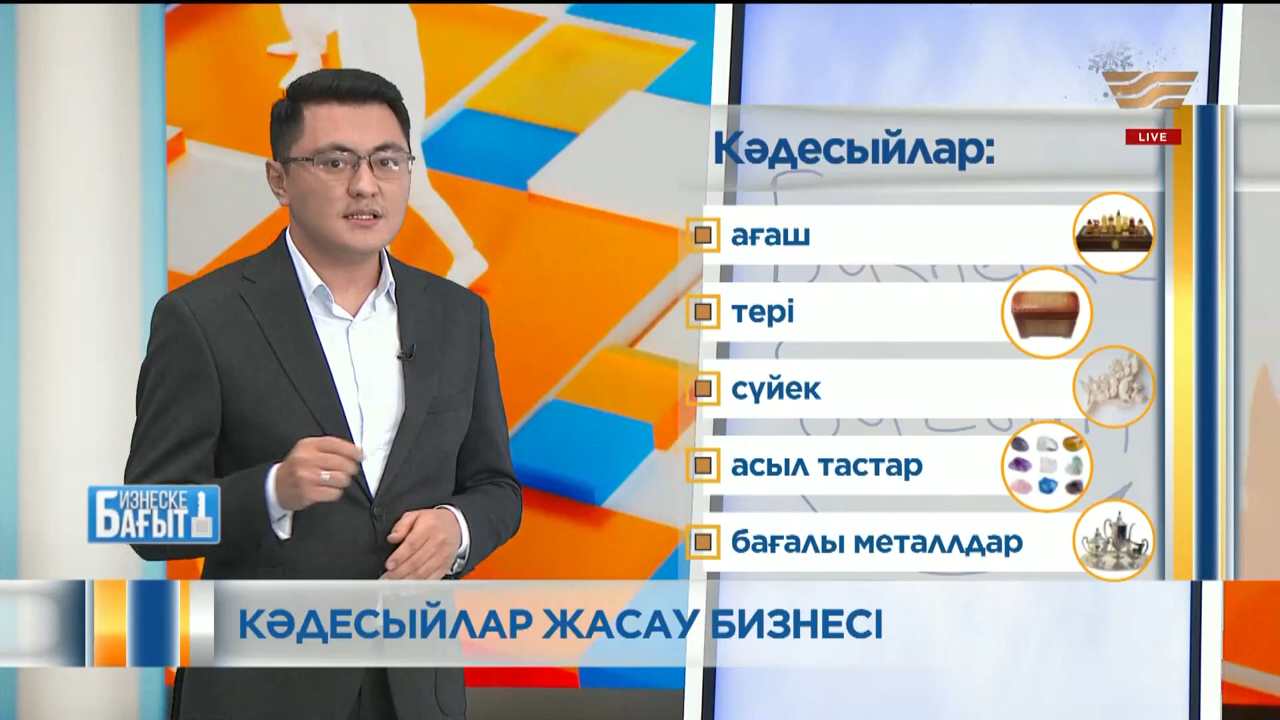 LIVE
Кәдесыйлар:
ағаш
тері
сүйек
асыл тастар
бағалы металлдар
БИЗНЕСКЕ
БАҒЫТ
КӘДЕСЫЙЛАР ЖАСАУ БИЗНЕСІ